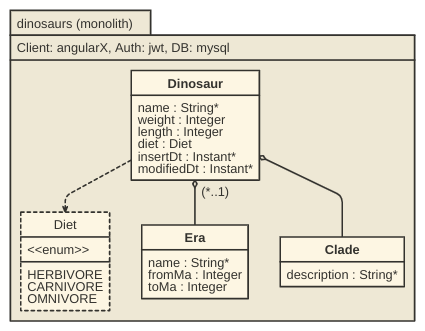 dinosaurs (monolith)
Client: angularX, Auth: jwt, DB: mysql
Dinosaur
name : String*
weight : Integer
length : Integer
diet : Diet
insertDt : Instant*
modifiedDt : Instant*
(*..1)
Diet
<<enum>>
HERBIVORE
CARNIVORE
OMNIVORE
Era
name : String*
fromMa : Integer
toMa : Integer
Clade
description : String*